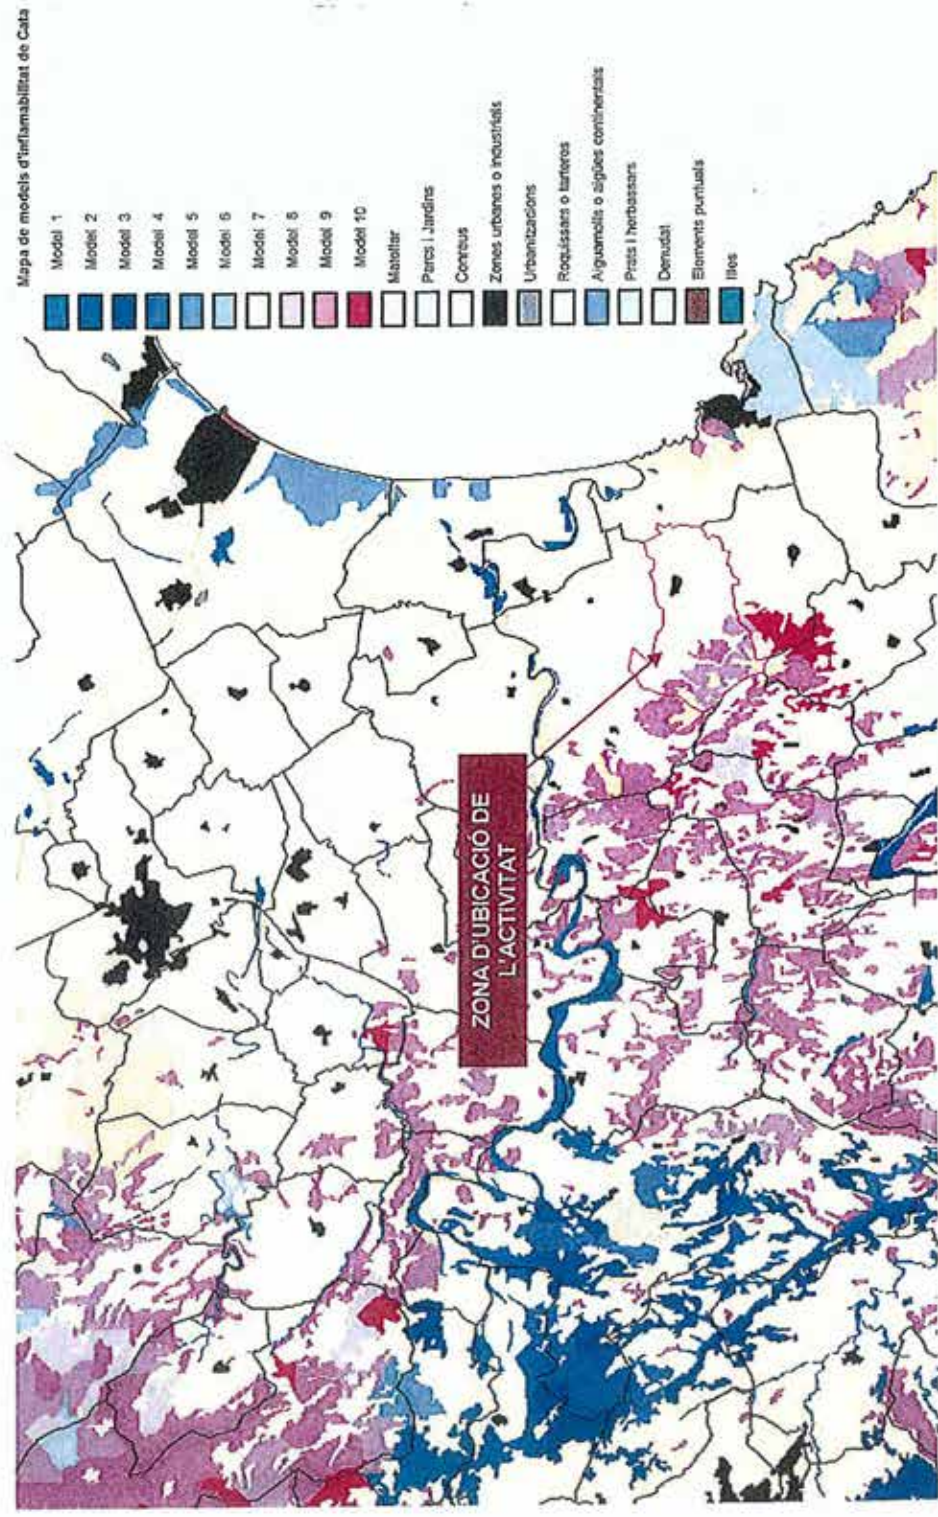 Mapa de models d'inflamabilitat de Cata
Model 1
Model 2
Model 3
Model 4
Model 5
Model 6
Model 7
Model 8
Model 9
Model 10
Matollar
Parcs i Jardins
Conreus
Zones urbanes o industrials
Urbanitzacions
Roquissars o tarteres
Aiguamolls o aigües continentals
Prats i herbassars
Denudat
Elements puntuals
Illes
ZONA D'UBICACIÓ DE
L'ACTIVITAT